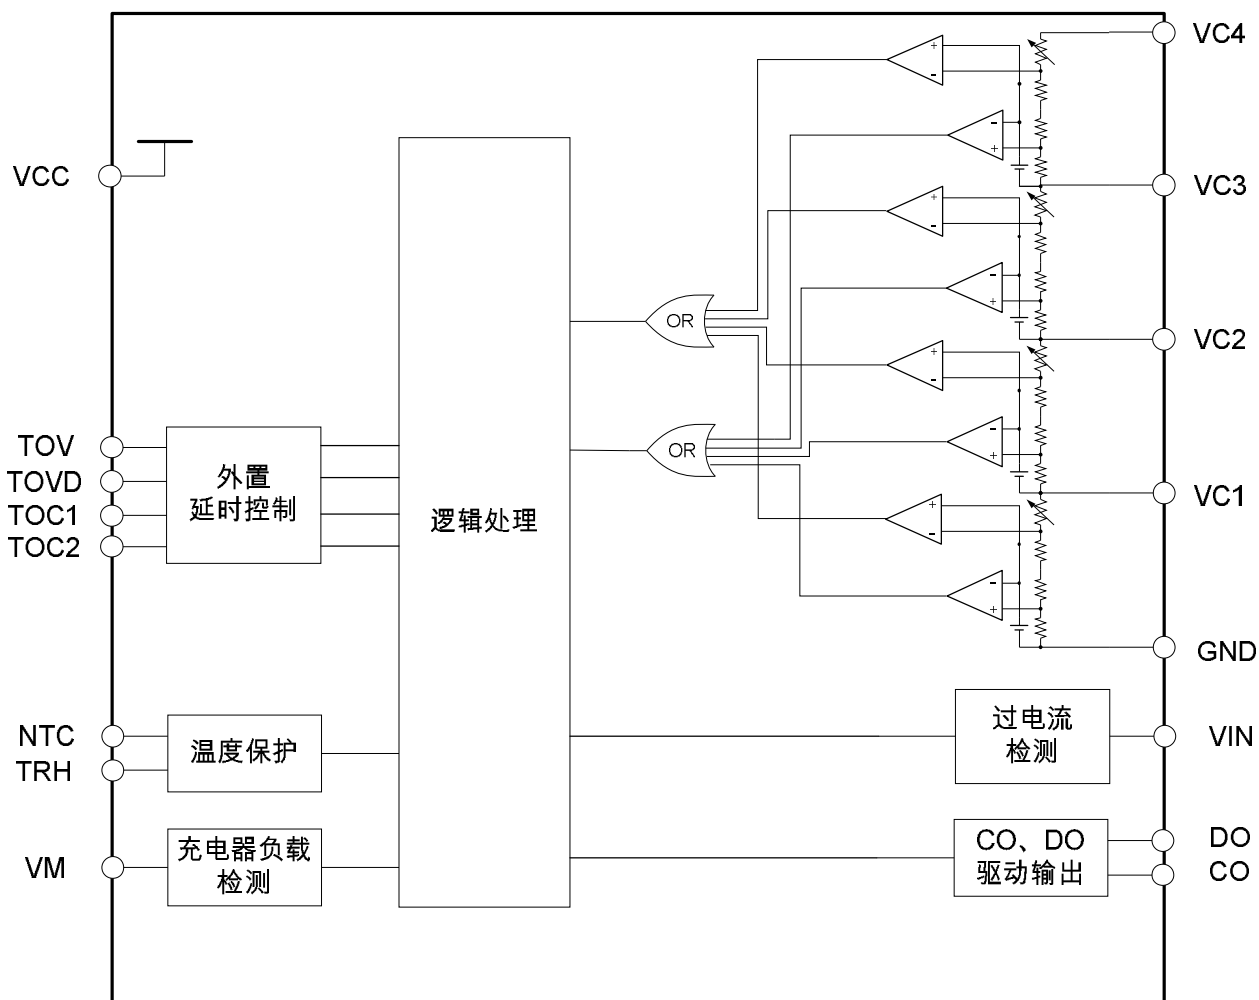 VC4
+
-
-
+
VCC
VC3
+
-
-
+
OR
VC2
+
-
TOV
外置
延时控制
OR
-
+
TOVD
VC1
TOC1
逻辑处理
+
-
TOC2
-
+
GND
过电流
检测
NTC
温度保护
VIN
TRH
充电器负载
检测
CO、DO
驱动输出
DO
VM
CO